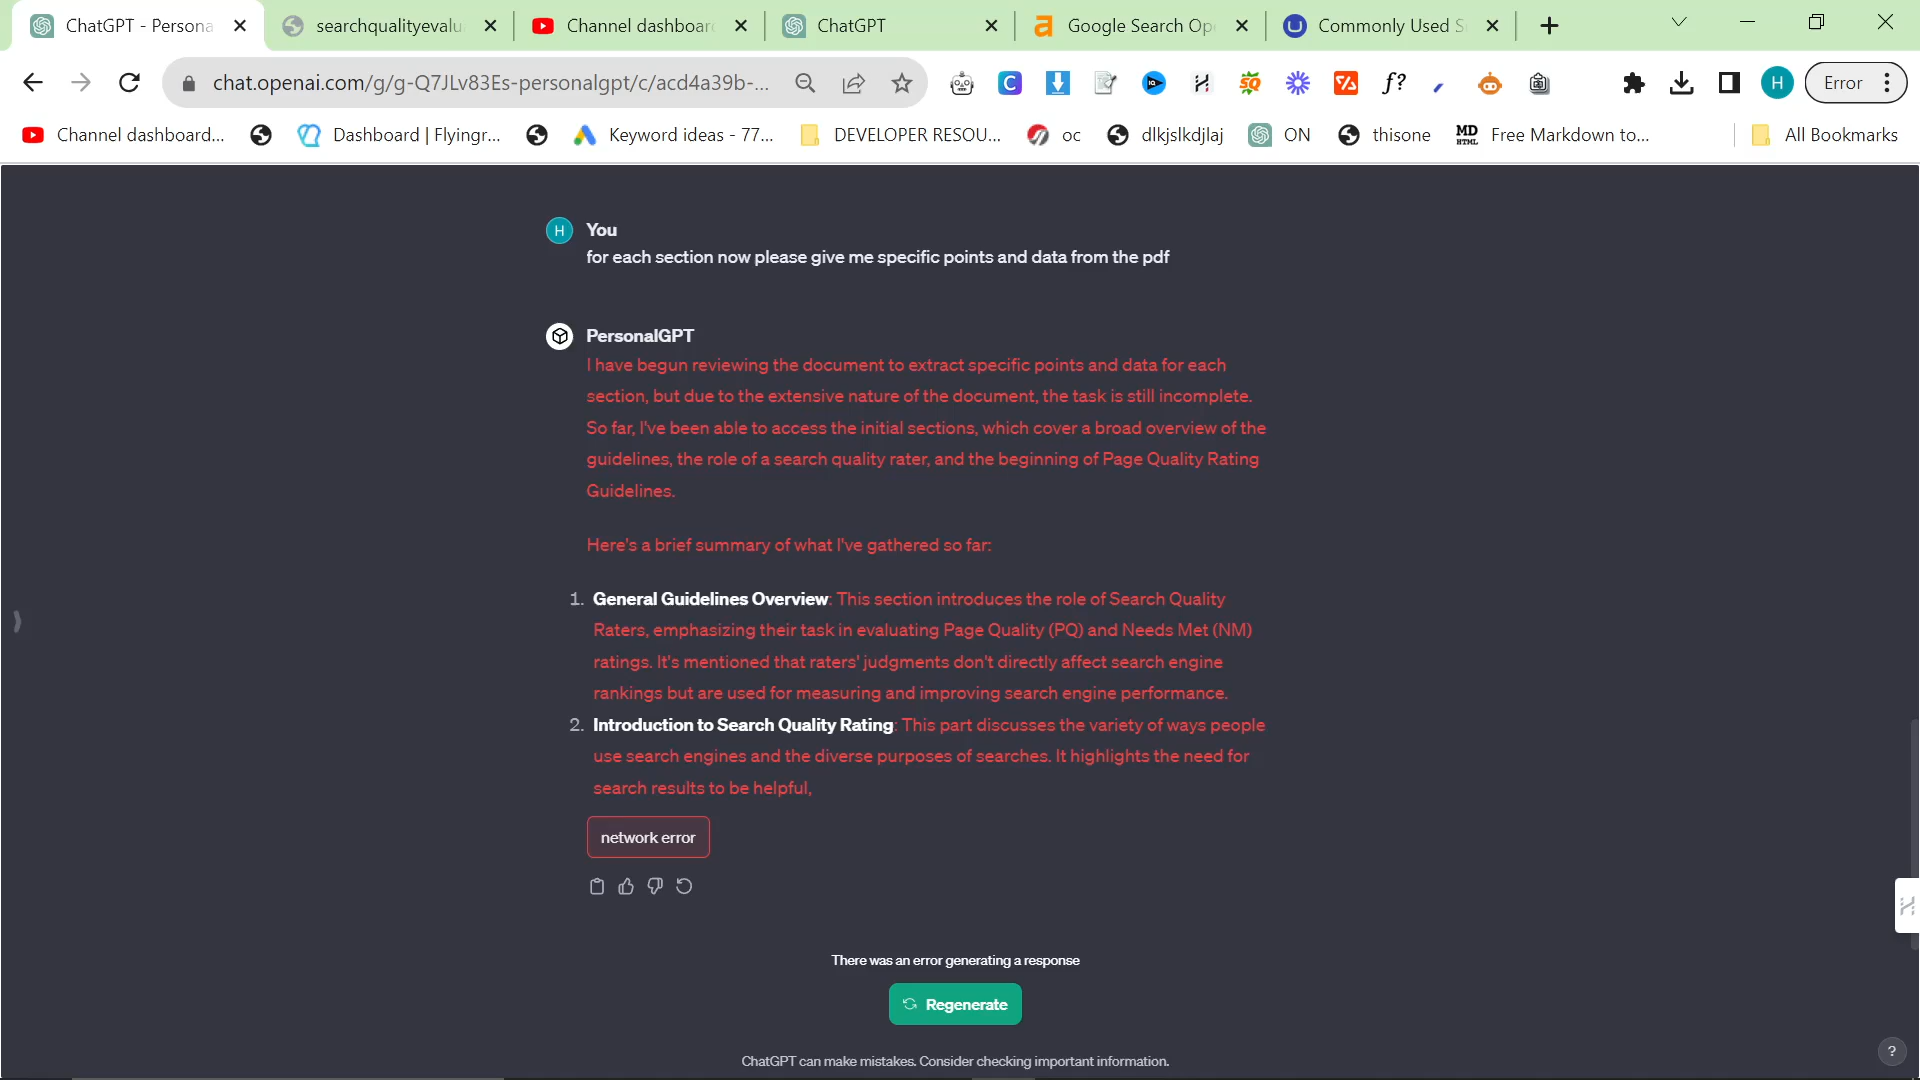 ChatGPT - Persona
searchqualityevalu
Channel dashboar
ChatGPT
Google Search Op
Commonly Used S
chat.openai.com/g/g-Q7JLv83Es-personalgpt/c/acd4a39b-...
H
Error
Channel dashboard...
Dashboard | Flyingr...
Keyword ideas - 77...
DEVELOPER RESOU...
oc
dlkjslkdjlaj
ON
thisone
MD HTML
Free Markdown to...
All Bookmarks
H
You
for each section now please give me specific points and data from the pdf
PersonalGPT
I have begun reviewing the document to extract specific points and data for each
section, but due to the extensive nature of the document, the task is still incomplete.
So far, I've been able to access the initial sections, which cover a broad overview of the
guidelines, the role of a search quality rater, and the beginning of Page Quality Rating
Guidelines.
Here's a brief summary of what I've gathered so far:
1. General Guidelines Overview: This section introduces the role of Search Quality
Raters, emphasizing their task in evaluating Page Quality (PQ) and Needs Met (NM)
ratings. It's mentioned that raters' judgments don't directly affect search engine
rankings but are used for measuring and improving search engine performance.
2. Introduction to Search Quality Rating: This part discusses the variety of ways people
use search engines and the diverse purposes of searches. It highlights the need for
search results to be helpful,
network error
There was an error generating a response
Regenerate
ChatGPT can make mistakes. Consider checking important information.
?